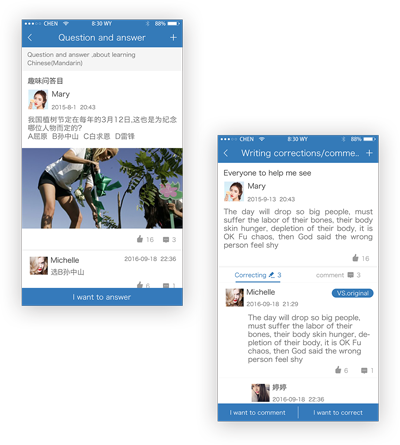 CHEN 8:30 WY 88%
Question and answer
Question and answer ,about learning
Chinese(Mandarin)
趣味问答目
Mary
2015-8-1 20:43
我国植树节定在每年的3月12日,这也是为纪念
哪位人物而定的?
A屈原 B孙中山 C白求恩 D雷锋
16 3
Michelle 2016-09-18 22:36
选B孙中山
6 1
I want to answer
CHEN 8:30 WY 88%
Writing corrections/comme..
Everyone to help me see
Mary
2015-9-13 20:43
The day will drop so big people, must
suffer the labor of their bones, their body
skin hunger, depletion of their body, it is
OK Fu chaos, then God said the wrong
person feel shy
16
Correcting 3 comment 3
Michelle VS.original
2016-09-18 21:29
The day will drop so big people,
must suffer the labor of their
bones, their body skin hunger, de-
pletion of their body, it is OK Fu
chaos, then God said the wrong
person feel shy
6 1
婷婷
2016-09-18 22:36
I want to comment I want to correct